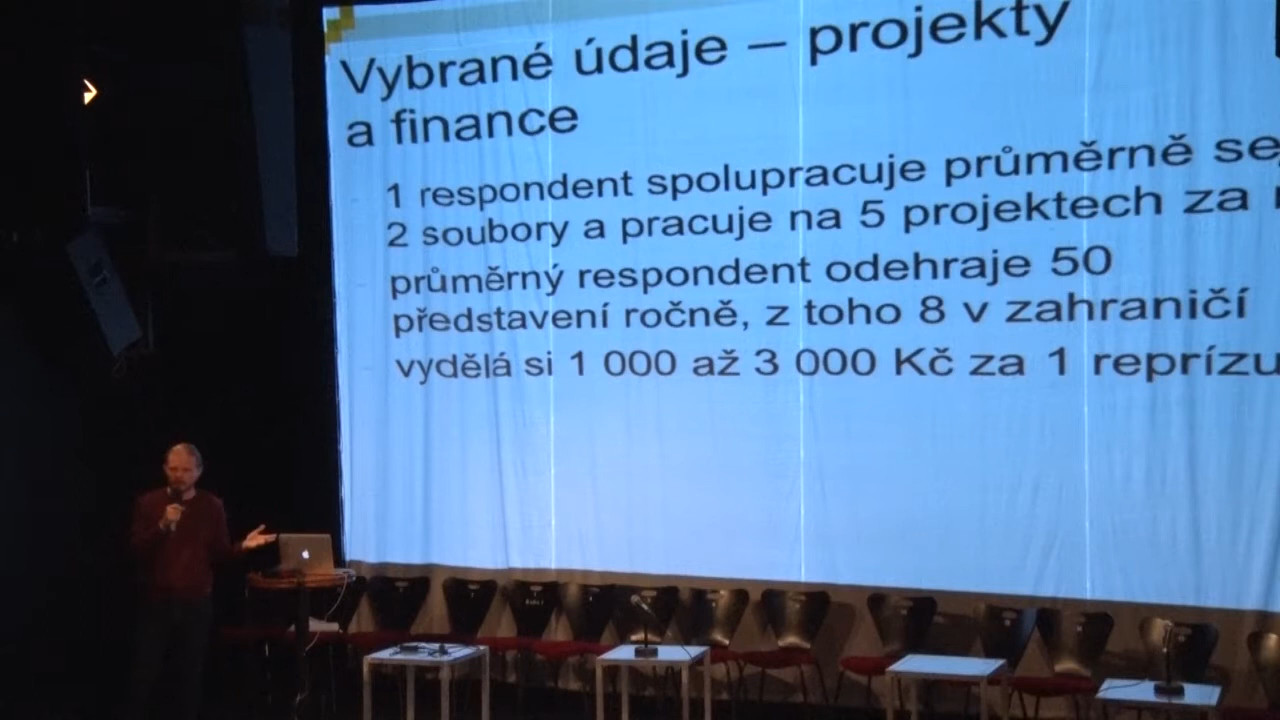 Vybrané údaje – projekty
a finance
1 respondent spolupracuje průměrně se
2 soubory a pracuje na 5 projektech za
průměrný respondent odehraje 50
představení ročně, z toho 8 v zahraničí
vydělá si 1 000 až 3 000 Kč za 1 reprízu